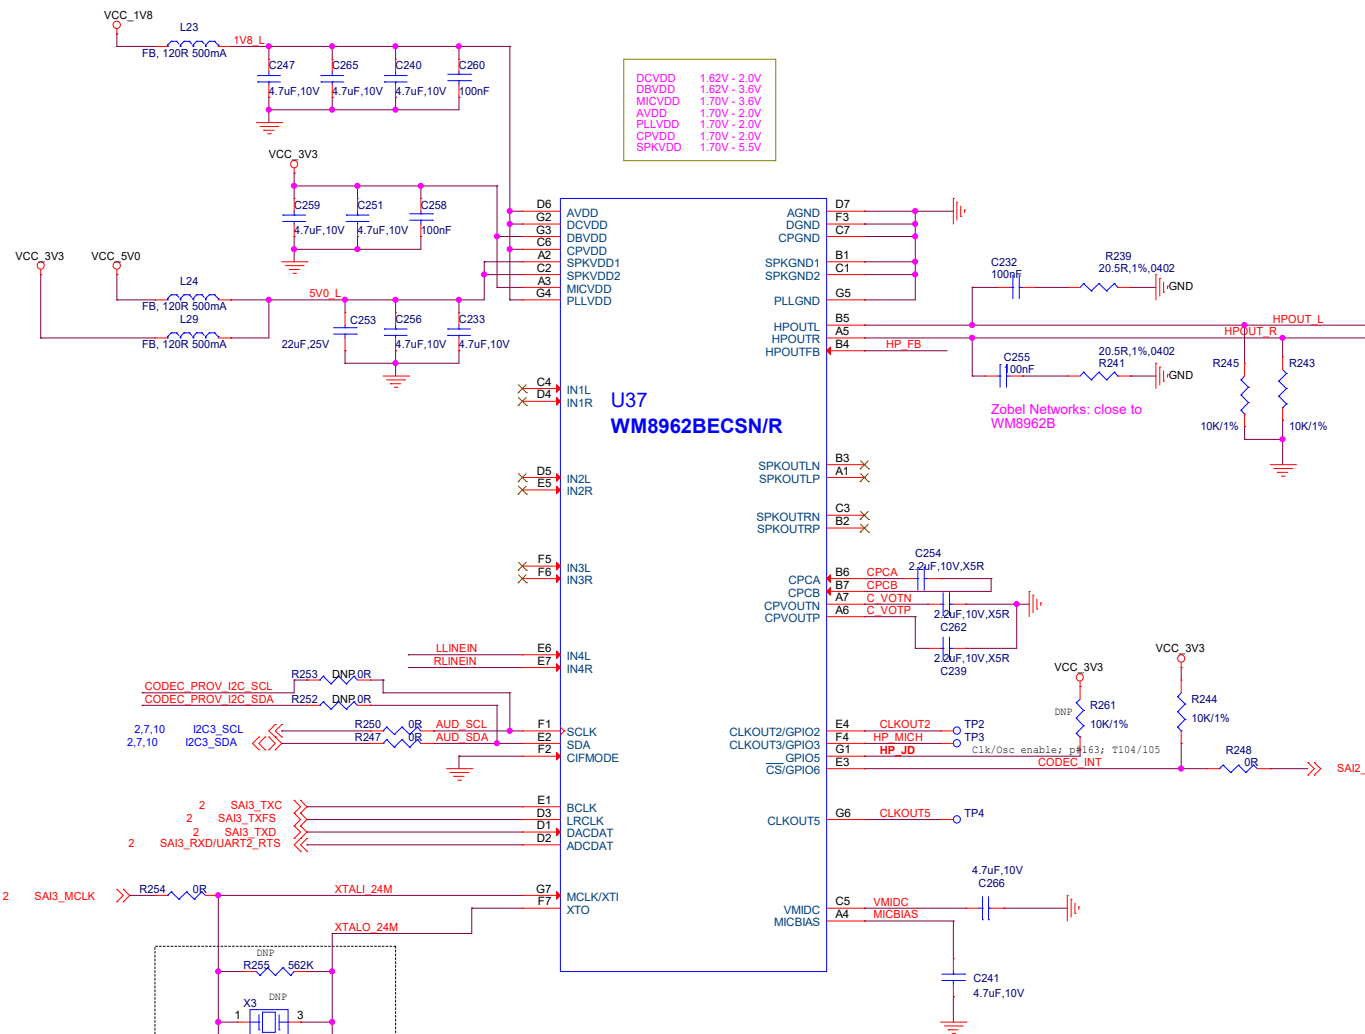 VCC_1V8
L23
FB, 120R 500mA
1V8_L
C247
4.7uF,10V
C265
4.7uF,10V
C240
4.7uF,10V
C260
100nF
DCVDD 1.62V - 2.0V
DBVDD 1.62V - 3.6V
MICVDD 1.70V - 3.6V
AVDD 1.70V - 2.0V
PLLVDD 1.70V - 2.0V
CPVDD 1.70V - 2.0V
SPKVDD 1.70V - 5.5V
VCC_3V3
C259
4.7uF,10V
C251
4.7uF,10V
C258
100nF
VCC_3V3
VCC_5V0
L24
FB, 120R 500mA
L29
FB, 120R 500mA
5V0_L
C253
22uF,25V
C256
4.7uF,10V
C233
4.7uF,10V
D6 AVDD
G2 DCVDD
G3 DBVDD
C6 CPVDD
A2 SPKVDD1
C2 SPKVDD2
A3 MICVDD
G4 PLLVDD
C4 IN1L
D4 IN1R
D5 IN2L
E5 IN2R
F5 IN3L
F6 IN3R
LLINEIN E6 IN4L
RLINEIN E7 IN4R
U37
WM8962BECSN/R
AGND D7
DGND F3
CPGND C7
SPKGND1 B1
SPKGND2 C1
PLLGND G5
HPOUTL B5
HPOUTR A5
HPOUTFB B4 HP_FB
C232
100nF
R239
20.5R,1%,0402
GND
HPOUT_L
HPOUT_R
C255
100nF
20.5R,1%,0402
R241
GND
R245
10K/1%
R243
10K/1%
Zobel Networks: close to
WM8962B
SPKOUTLN B3
SPKOUTLP A1
SPKOUTRN C3
SPKOUTRP B2
CPCA B6 CPCA
CPCB B7 CPCB
CPVOUTN A7 C_VOTN
CPVOUTP A6 C_VOTP
C254
2.2uF,10V,X5R
2.2uF,10V,X5R
C262
2.2uF,10V,X5R
C239
R253 DNP 0R
CODEC_PROV_I2C_SCL
CODEC_PROV_I2C_SDA
R252 DNP 0R
2,7,10 I2C3_SCL R250 0R AUD_SCL F1 SCLK
2,7,10 I2C3_SDA R247 0R AUD_SDA E2 SDA
F2 CIFMODE
2 SAI3_TXC E1 BCLK
2 SAI3_TXFS D3 LRCLK
2 SAI3_TXD D1 DACDAT
2 SAI3_RXD/UART2_RTS D2 ADCDAT
2 SAI3_MCLK R254 0R XTALI_24M G7 MCLK/XTI
F7 XTO
XTALO_24M
DNP
R255 562K
DNP
X3
1 3
VCC_3V3
DNP
R261
10K/1%
VCC_3V3
R244
10K/1%
CLKOUT2/GPIO2 E4 CLKOUT2 TP2
CLKOUT3/GPIO3 F4 HP_MICH TP3
GPIO5 G1 HP_JD
CS/GPIO6 E3 CODEC_INT
R248
0R
SAI2_
CLKOUT5 G6 CLKOUT5 TP4
4.7uF,10V
C266
VMIDC C5 VMIDC
MICBIAS A4 MICBIAS
C241
4.7uF,10V